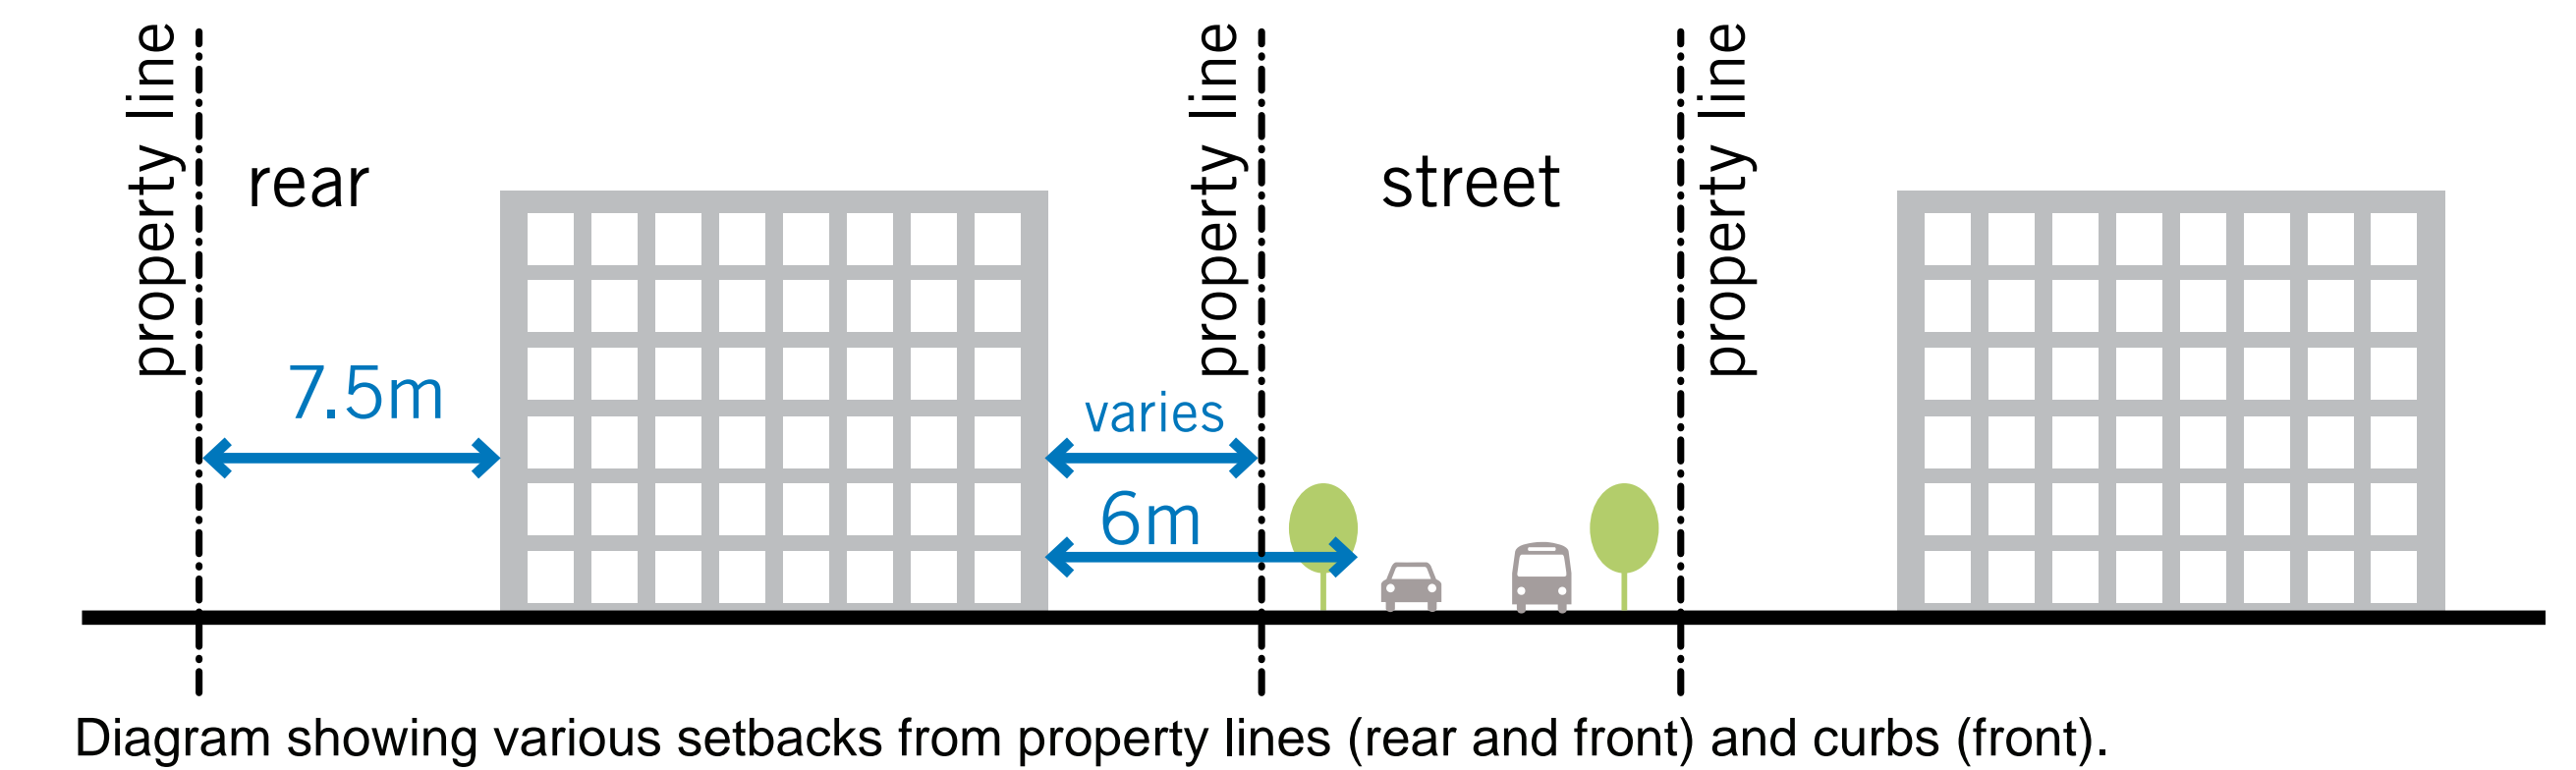 property line
rear
7.5m
varies
6m
property line
street
property line
Diagram showing various setbacks from property lines (rear and front) and curbs (front).